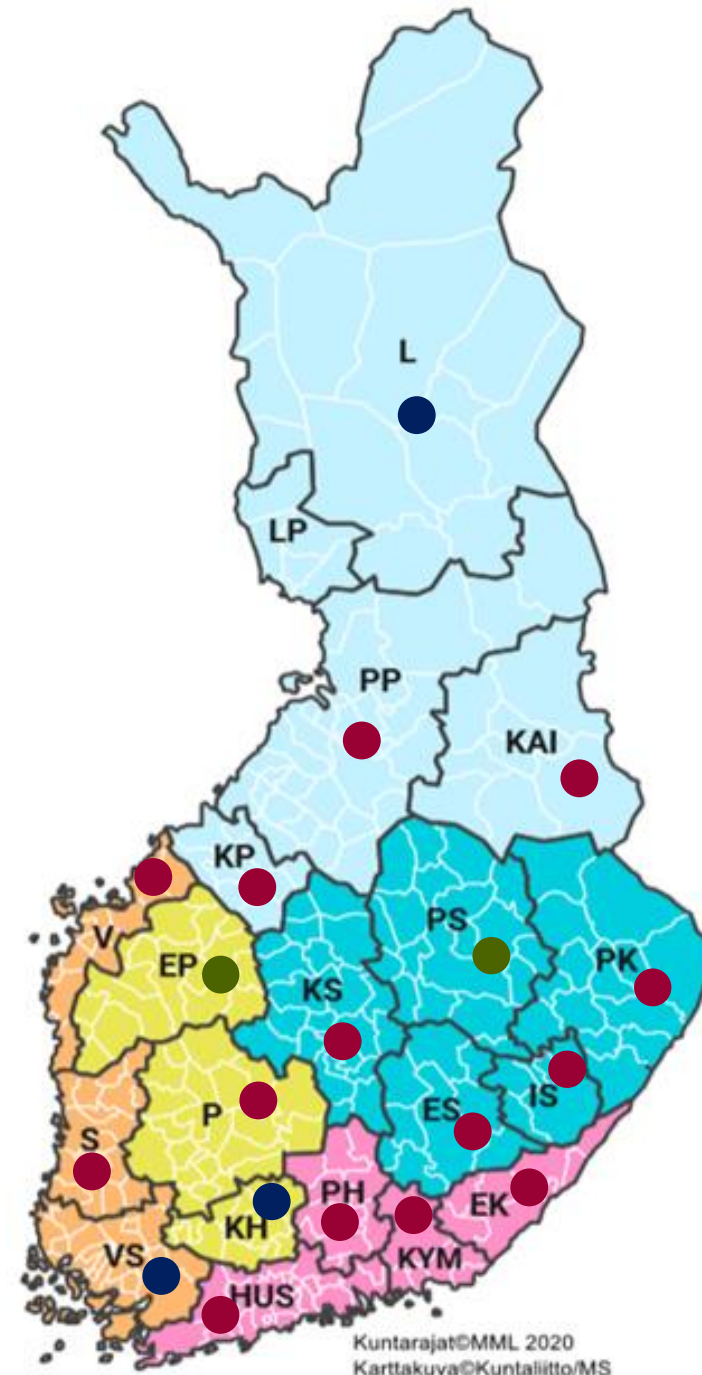 L
LP
PP
KAI
KP
V
EP
KS
PS
PK
P
ES
IS
S
PH
EK
KH
KYM
VS
HUS
Kuntarajat©MML 2020
Karttakuva©Kuntaliitto/MS